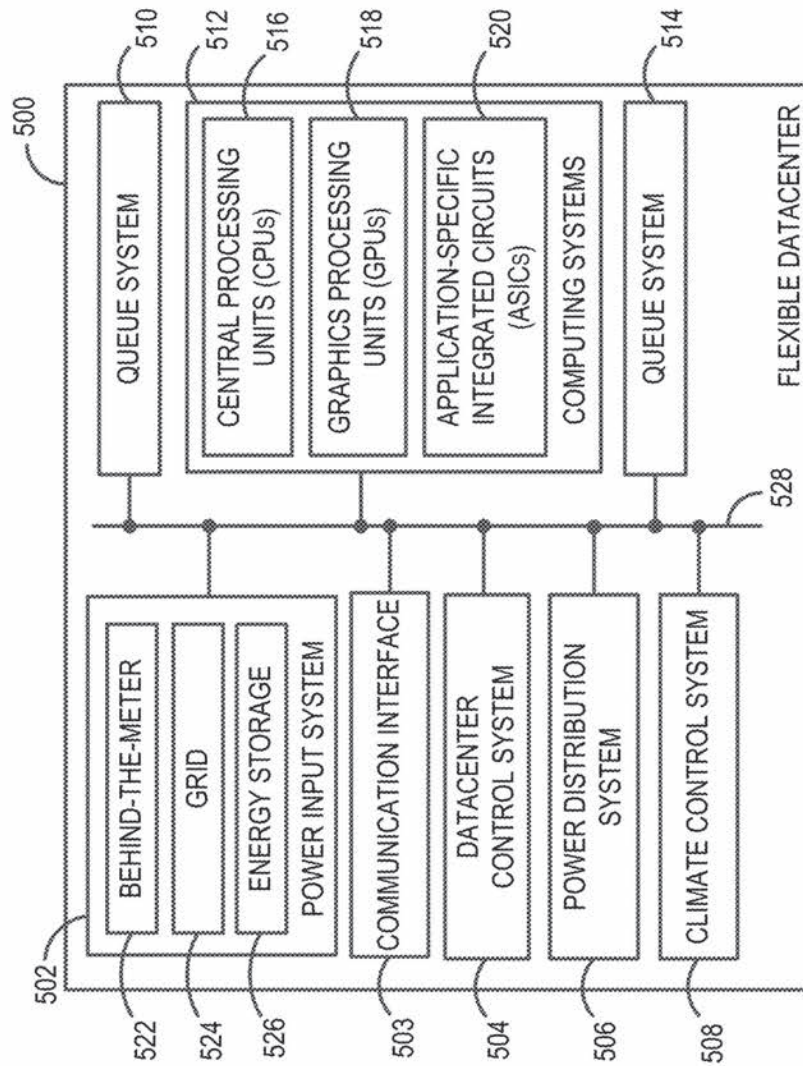 500
502
BEHIND-THE-METER
522
GRID
524
ENERGY STORAGE
526
POWER INPUT SYSTEM
COMMUNICATION INTERFACE
503
DATACENTER
CONTROL SYSTEM
504
POWER DISTRIBUTION
SYSTEM
506
CLIMATE CONTROL SYSTEM
508
QUEUE SYSTEM
510
512
CENTRAL PROCESSING
UNITS (CPUs)
516
GRAPHICS PROCESSING
UNITS (GPUs)
518
APPLICATION-SPECIFIC
INTEGRATED CIRCUITS
(ASICs)
520
COMPUTING SYSTEMS
QUEUE SYSTEM
514
528
FLEXIBLE DATACENTER